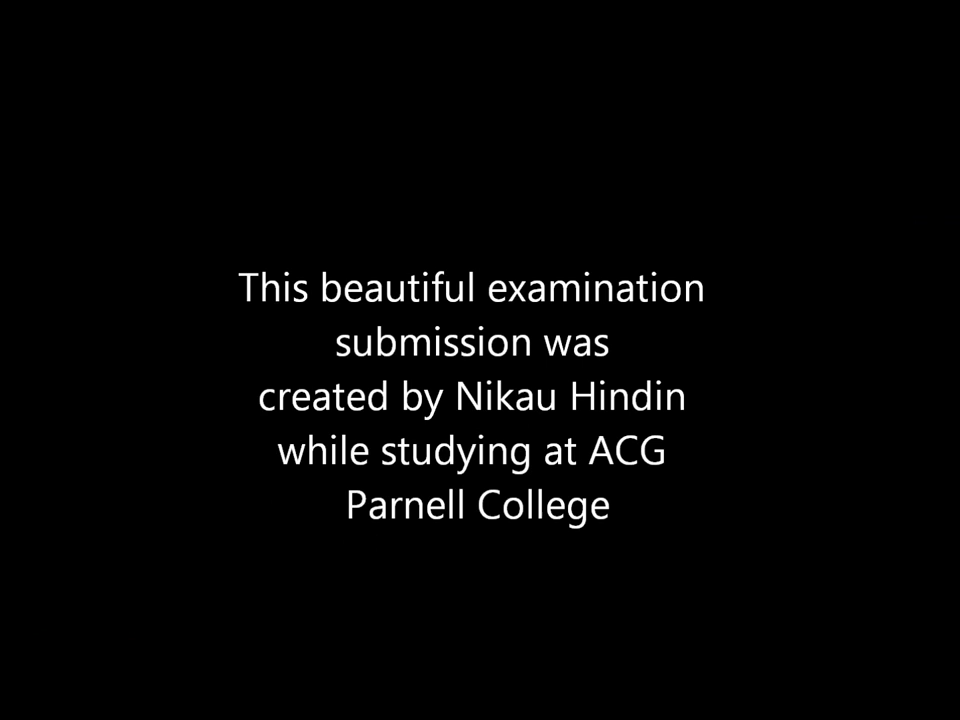 This beautiful examination
submission was
created by Nikau Hindin
while studying at ACG
Parnell College